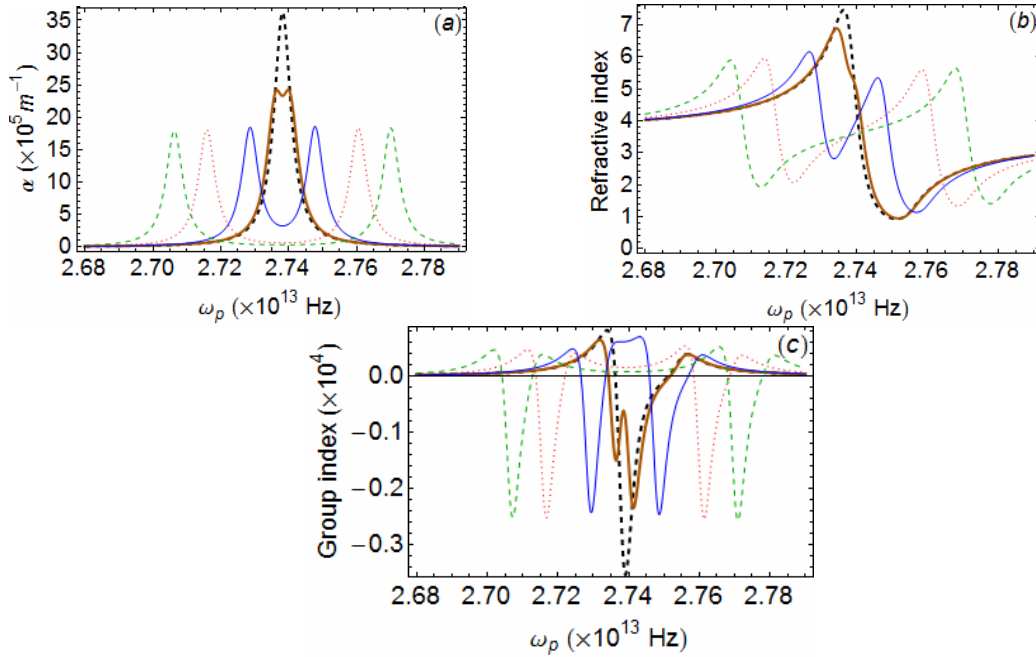 (a)
α (×10⁵m⁻¹)
35
30
25
20
15
10
5
0
2.68 2.70 2.72 2.74 2.76 2.78
ωₚ (×10¹³ Hz)
(b)
Refractive index
7
6
5
4
3
2
1
0
2.68 2.70 2.72 2.74 2.76 2.78
ωₚ (×10¹³ Hz)
(c)
Group index (×10⁴)
0.0
−0.1
−0.2
−0.3
2.68 2.70 2.72 2.74 2.76 2.78
ωₚ (×10¹³ Hz)